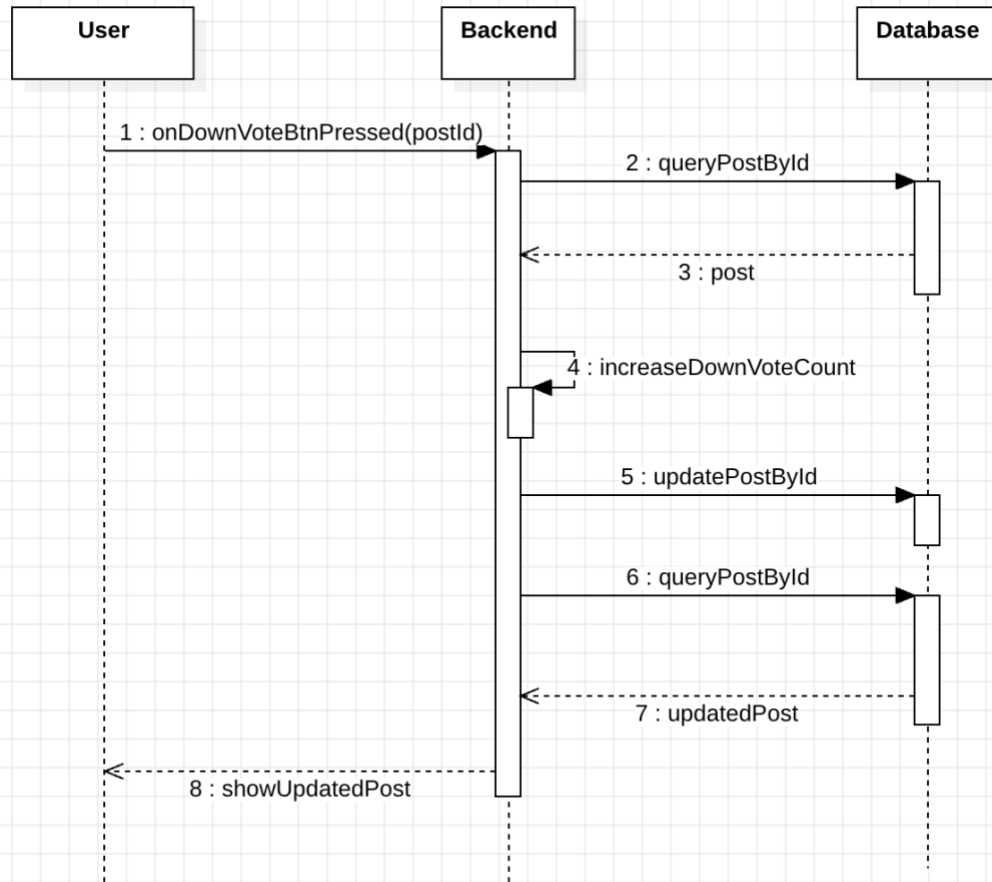 User
Backend
Database
1 : onDownVoteBtnPressed(postId)
2 : queryPostById
3 : post
4 : increaseDownVoteCount
5 : updatePostById
6 : queryPostById
7 : updatedPost
8 : showUpdatedPost